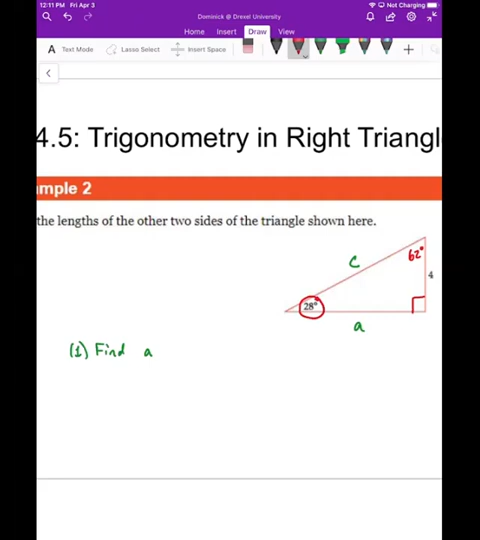 12:11 PM Fri Apr 3
Not Charging
Dominick @ Drexel University
Home Insert Draw View
A Text Mode Lasso Select Insert Space
4.5: Trigonometry in Right Triangl
mple 2
the lengths of the other two sides of the triangle shown here.
c
62°
4
28°
a
(1) Find a